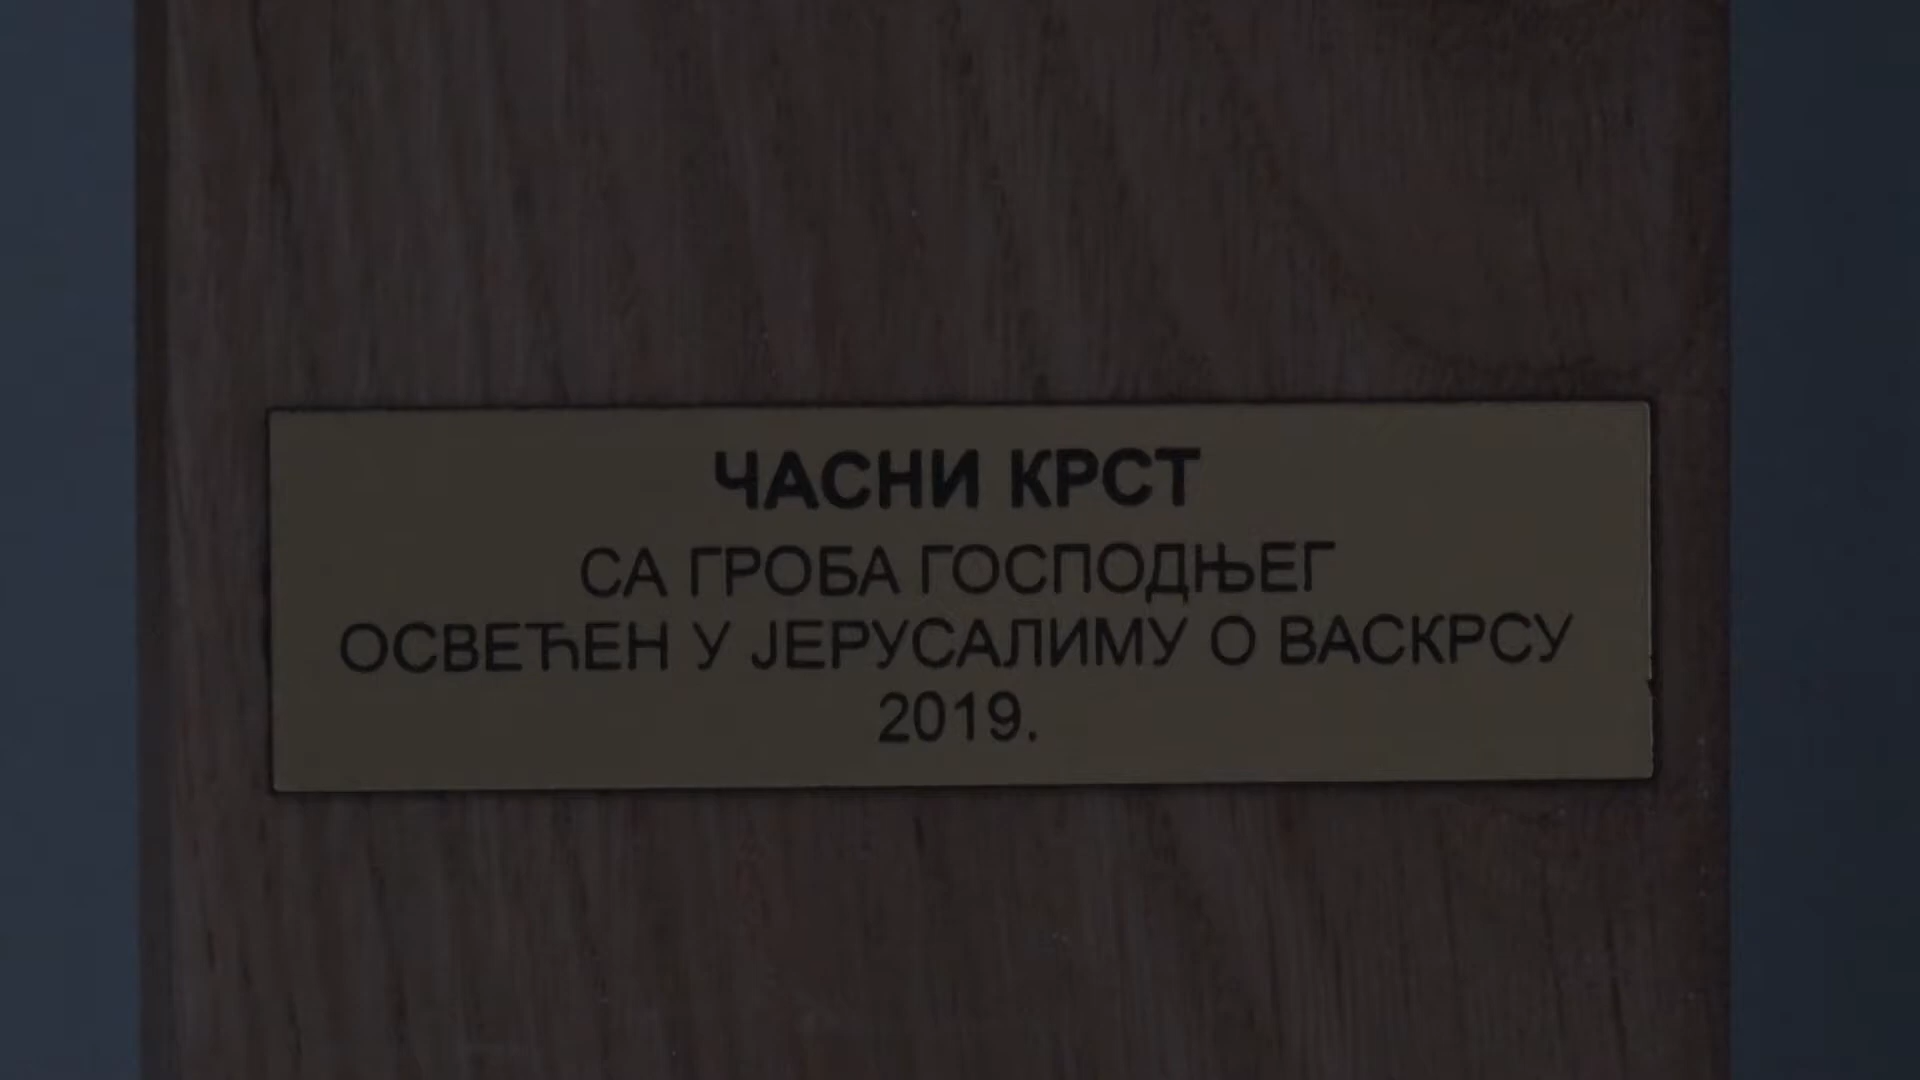 ЧАСНИ КРСТ
СА ГРОБА ГОСПОДЊЕГ
ОСВЕЋЕН У ЈЕРУСАЛИМУ О ВАСКРСУ
2019.